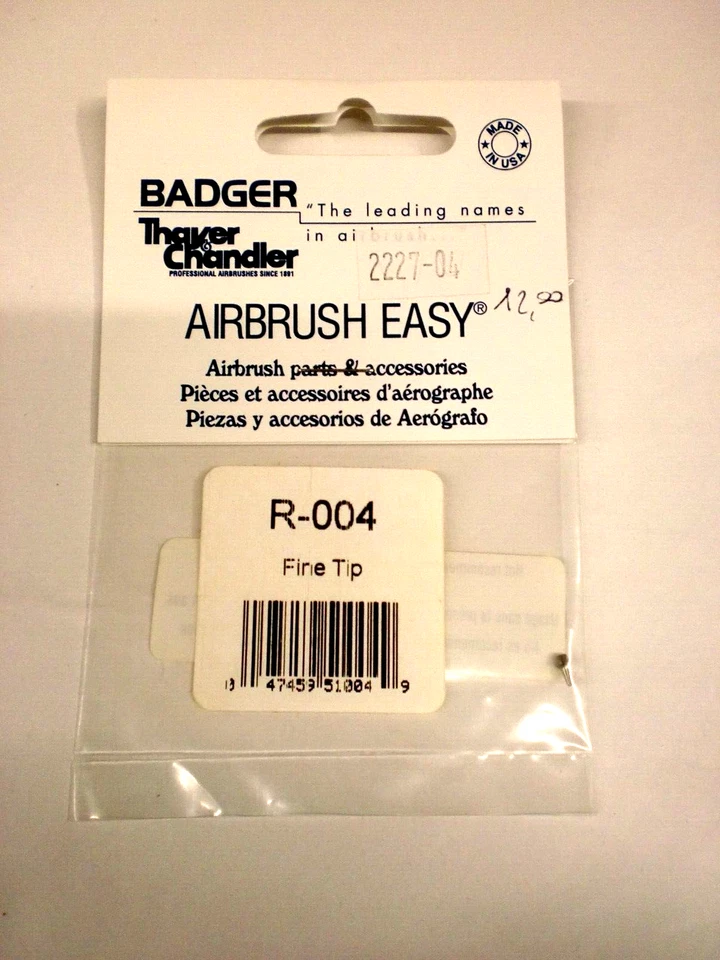 MADE
IN USA
BADGER
Thayer
&
Chandler
PROFESSIONAL AIRBRUSHES SINCE 1891
"The leading names
in airbrush..."
2227-04
AIRBRUSH EASY®
12,00
Airbrush parts & accessories
Pièces et accessoires d'aérographe
Piezas y accesorios de Aerógrafo
R-004
Fine Tip
0 47459 51004 9